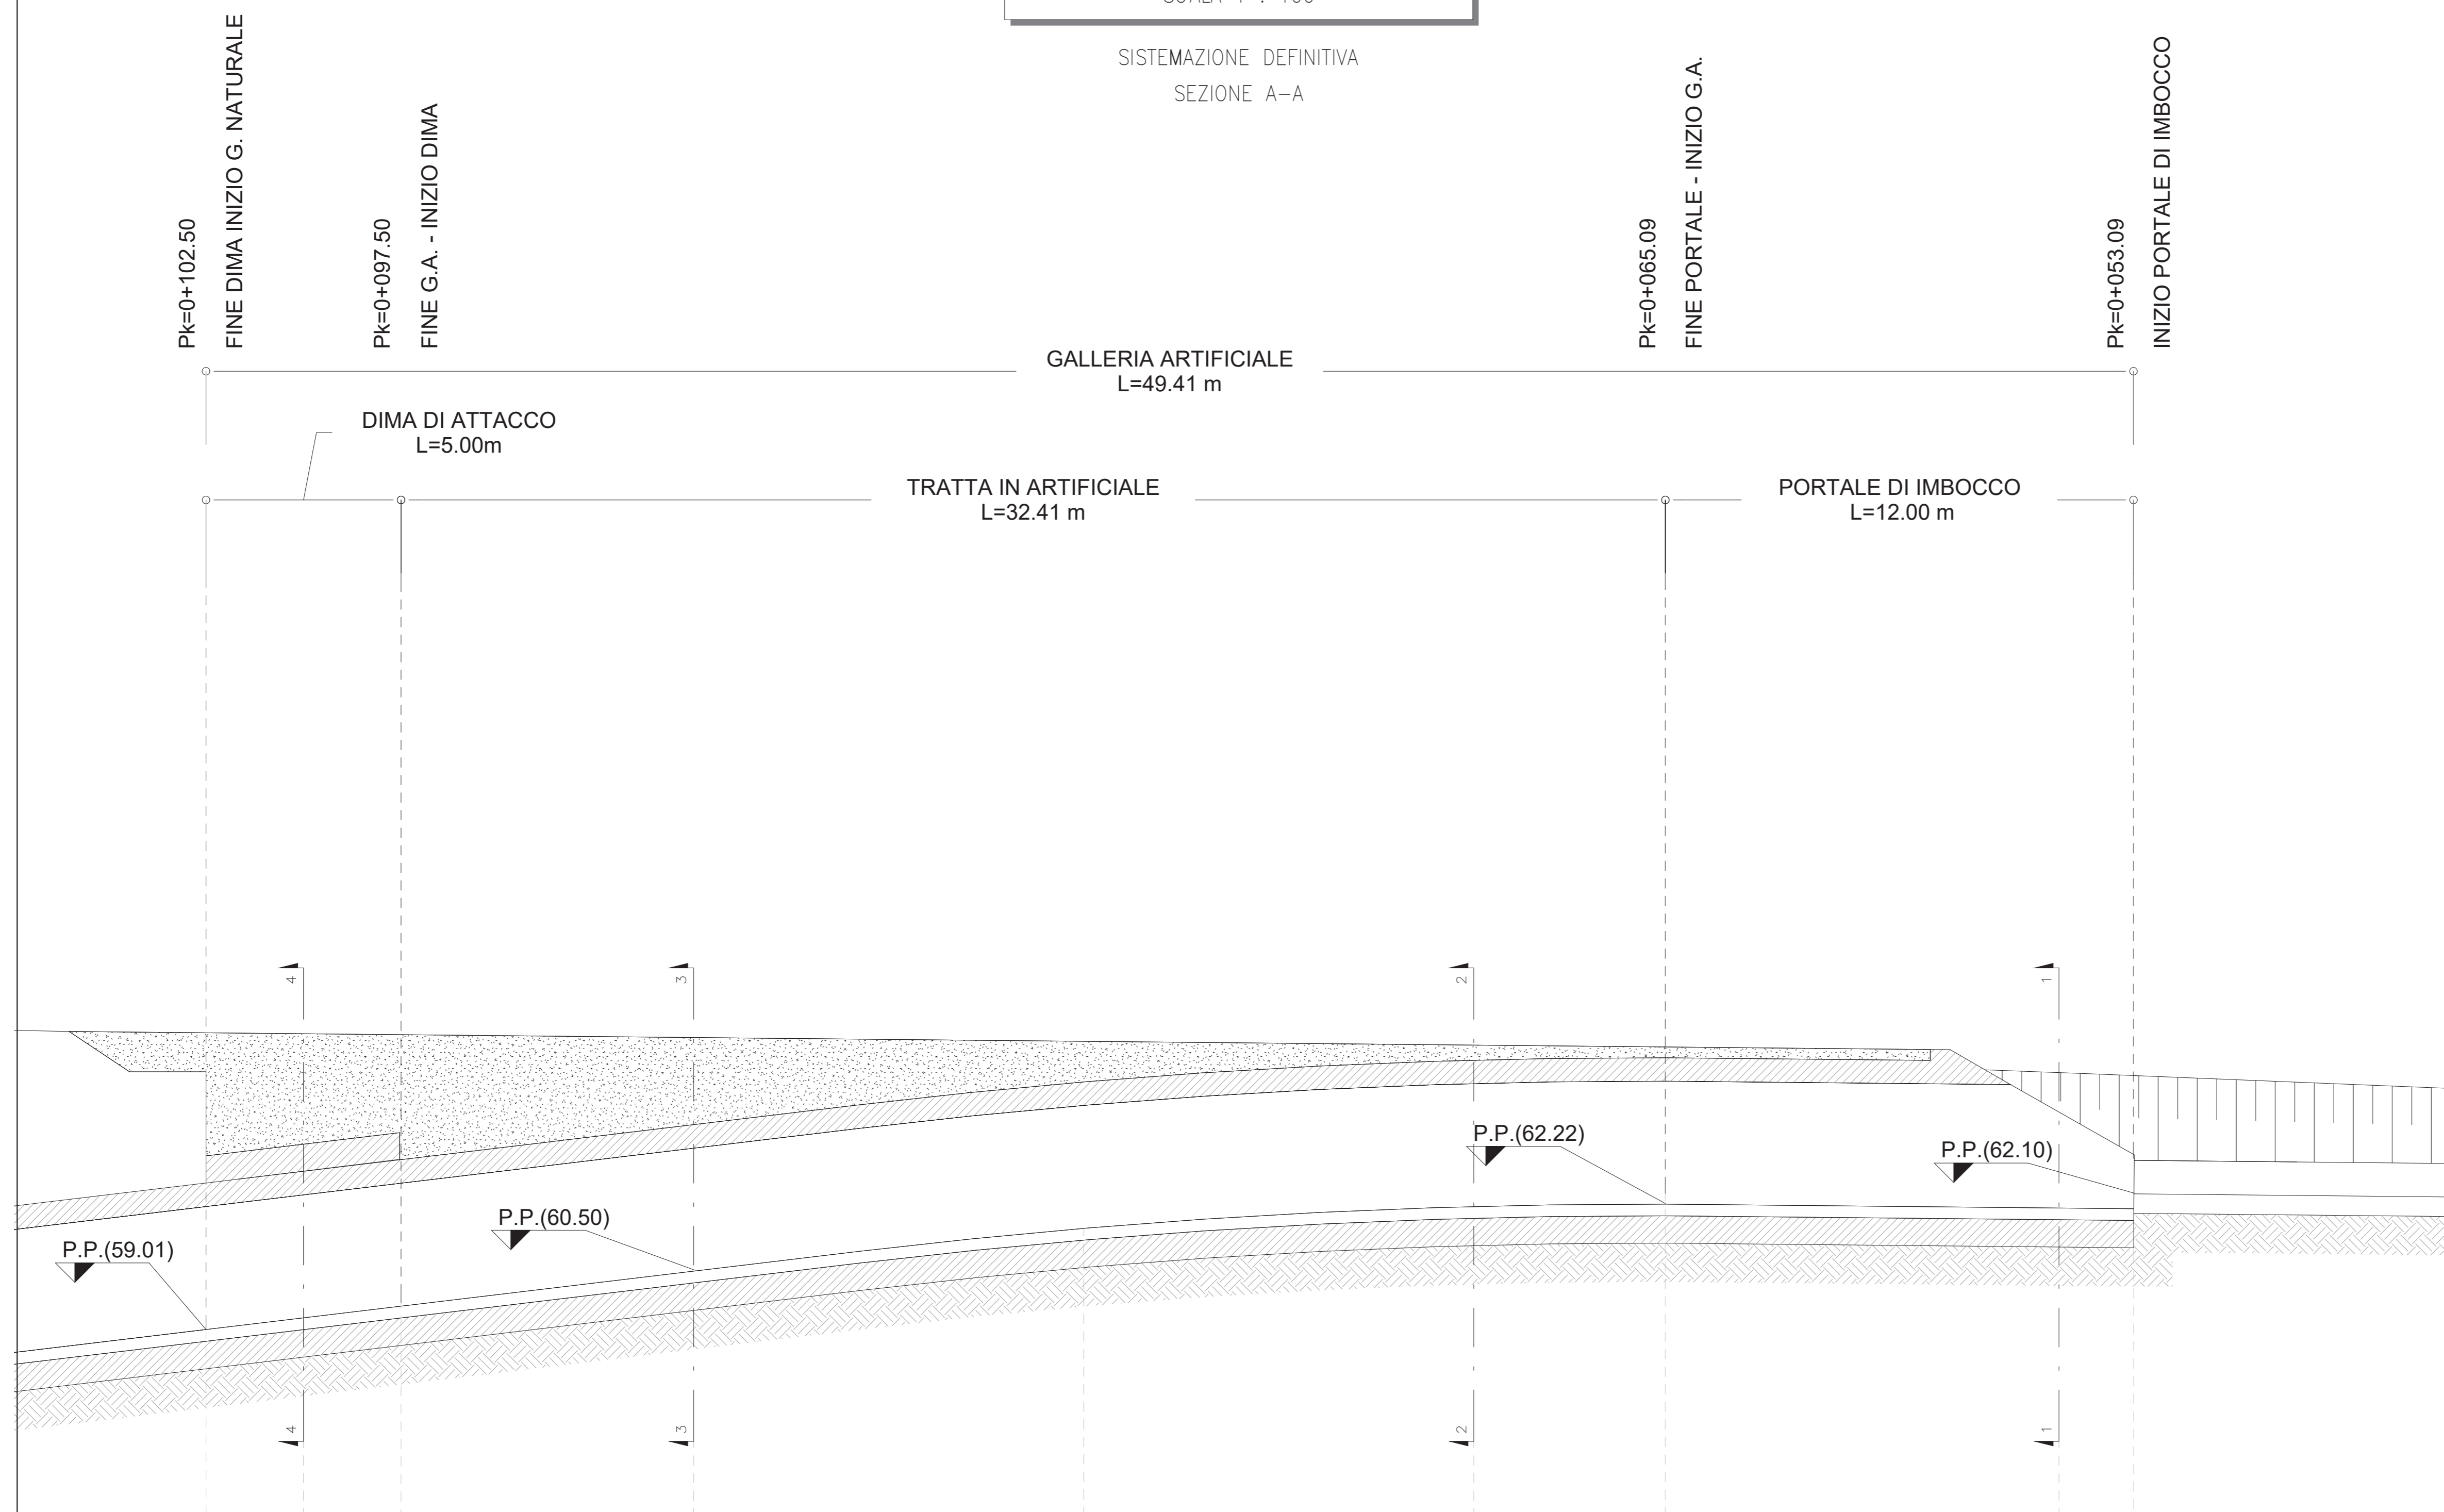 SISTEMAZIONE DEFINITIVA
SEZIONE A-A
Pk=0+102.50
FINE DIMA INIZIO G. NATURALE
Pk=0+097.50
FINE G.A. - INIZIO DIMA
Pk=0+065.09
FINE PORTALE - INIZIO G.A.
Pk=0+053.09
INIZIO PORTALE DI IMBOCCO
GALLERIA ARTIFICIALE
L=49.41 m
DIMA DI ATTACCO
L=5.00m
TRATTA IN ARTIFICIALE
L=32.41 m
PORTALE DI IMBOCCO
L=12.00 m
4
3
2
1
P.P.(62.22)
P.P.(62.10)
P.P.(60.50)
P.P.(59.01)
4
3
2
1